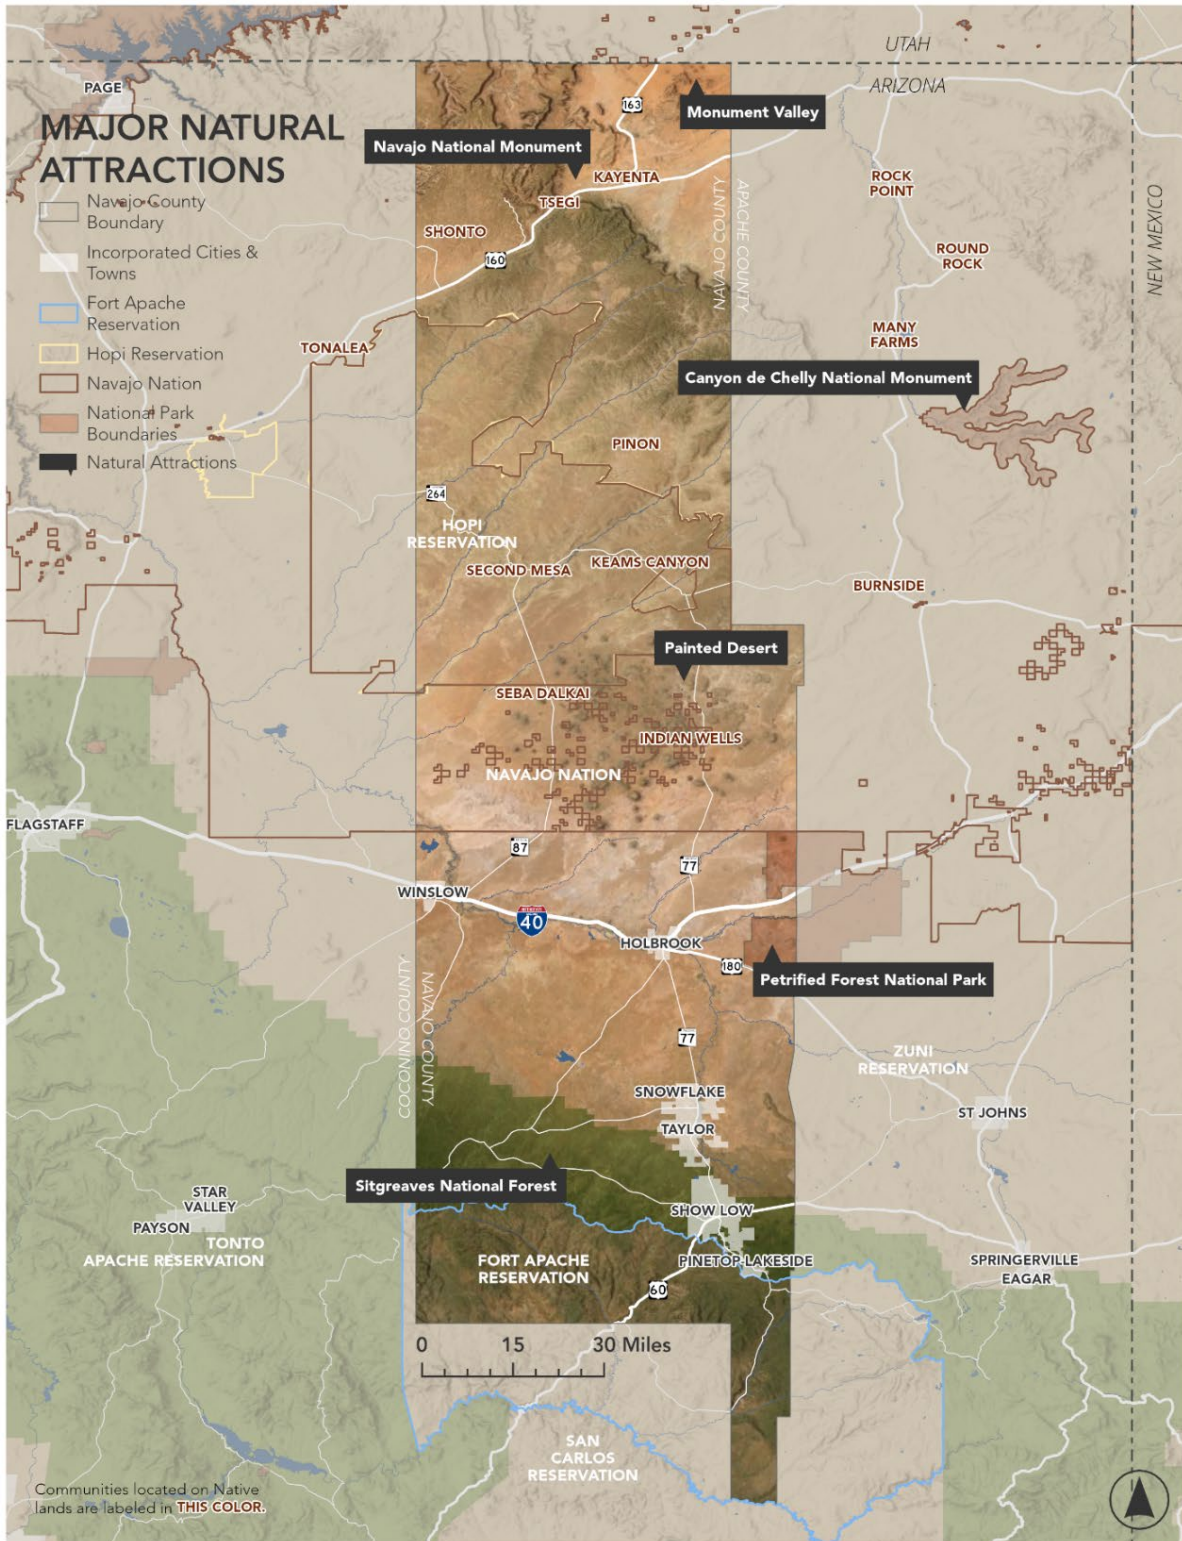 UTAH
ARIZONA
PAGE
MAJOR NATURAL
ATTRACTIONS
Navajo County
Boundary
Incorporated Cities &
Towns
Fort Apache
Reservation
Hopi Reservation
Navajo Nation
National Park
Boundaries
Natural Attractions
163
Monument Valley
Navajo National Monument
KAYENTA
TSEGI
SHONTO
160
NAVAJO COUNTY
APACHE COUNTY
ROCK
POINT
ROUND
ROCK
NEW MEXICO
MANY
FARMS
TONALEA
Canyon de Chelly National Monument
PINON
264
HOPI
RESERVATION
SECOND MESA
KEAMS CANYON
BURNSIDE
Painted Desert
SEBA DALKAI
INDIAN WELLS
NAVAJO NATION
FLAGSTAFF
87
77
WINSLOW
40
HOLBROOK
180
Petrified Forest National Park
COCONINO COUNTY
NAVAJO COUNTY
77
ZUNI
RESERVATION
SNOWFLAKE
TAYLOR
ST JOHNS
Sitgreaves National Forest
STAR
VALLEY
PAYSON
TONTO
APACHE RESERVATION
SHOW LOW
FORT APACHE
RESERVATION
PINETOP-LAKESIDE
SPRINGERVILLE
EAGAR
60
0 15 30 Miles
SAN
CARLOS
RESERVATION
Communities located on Native
lands are labeled in THIS COLOR.